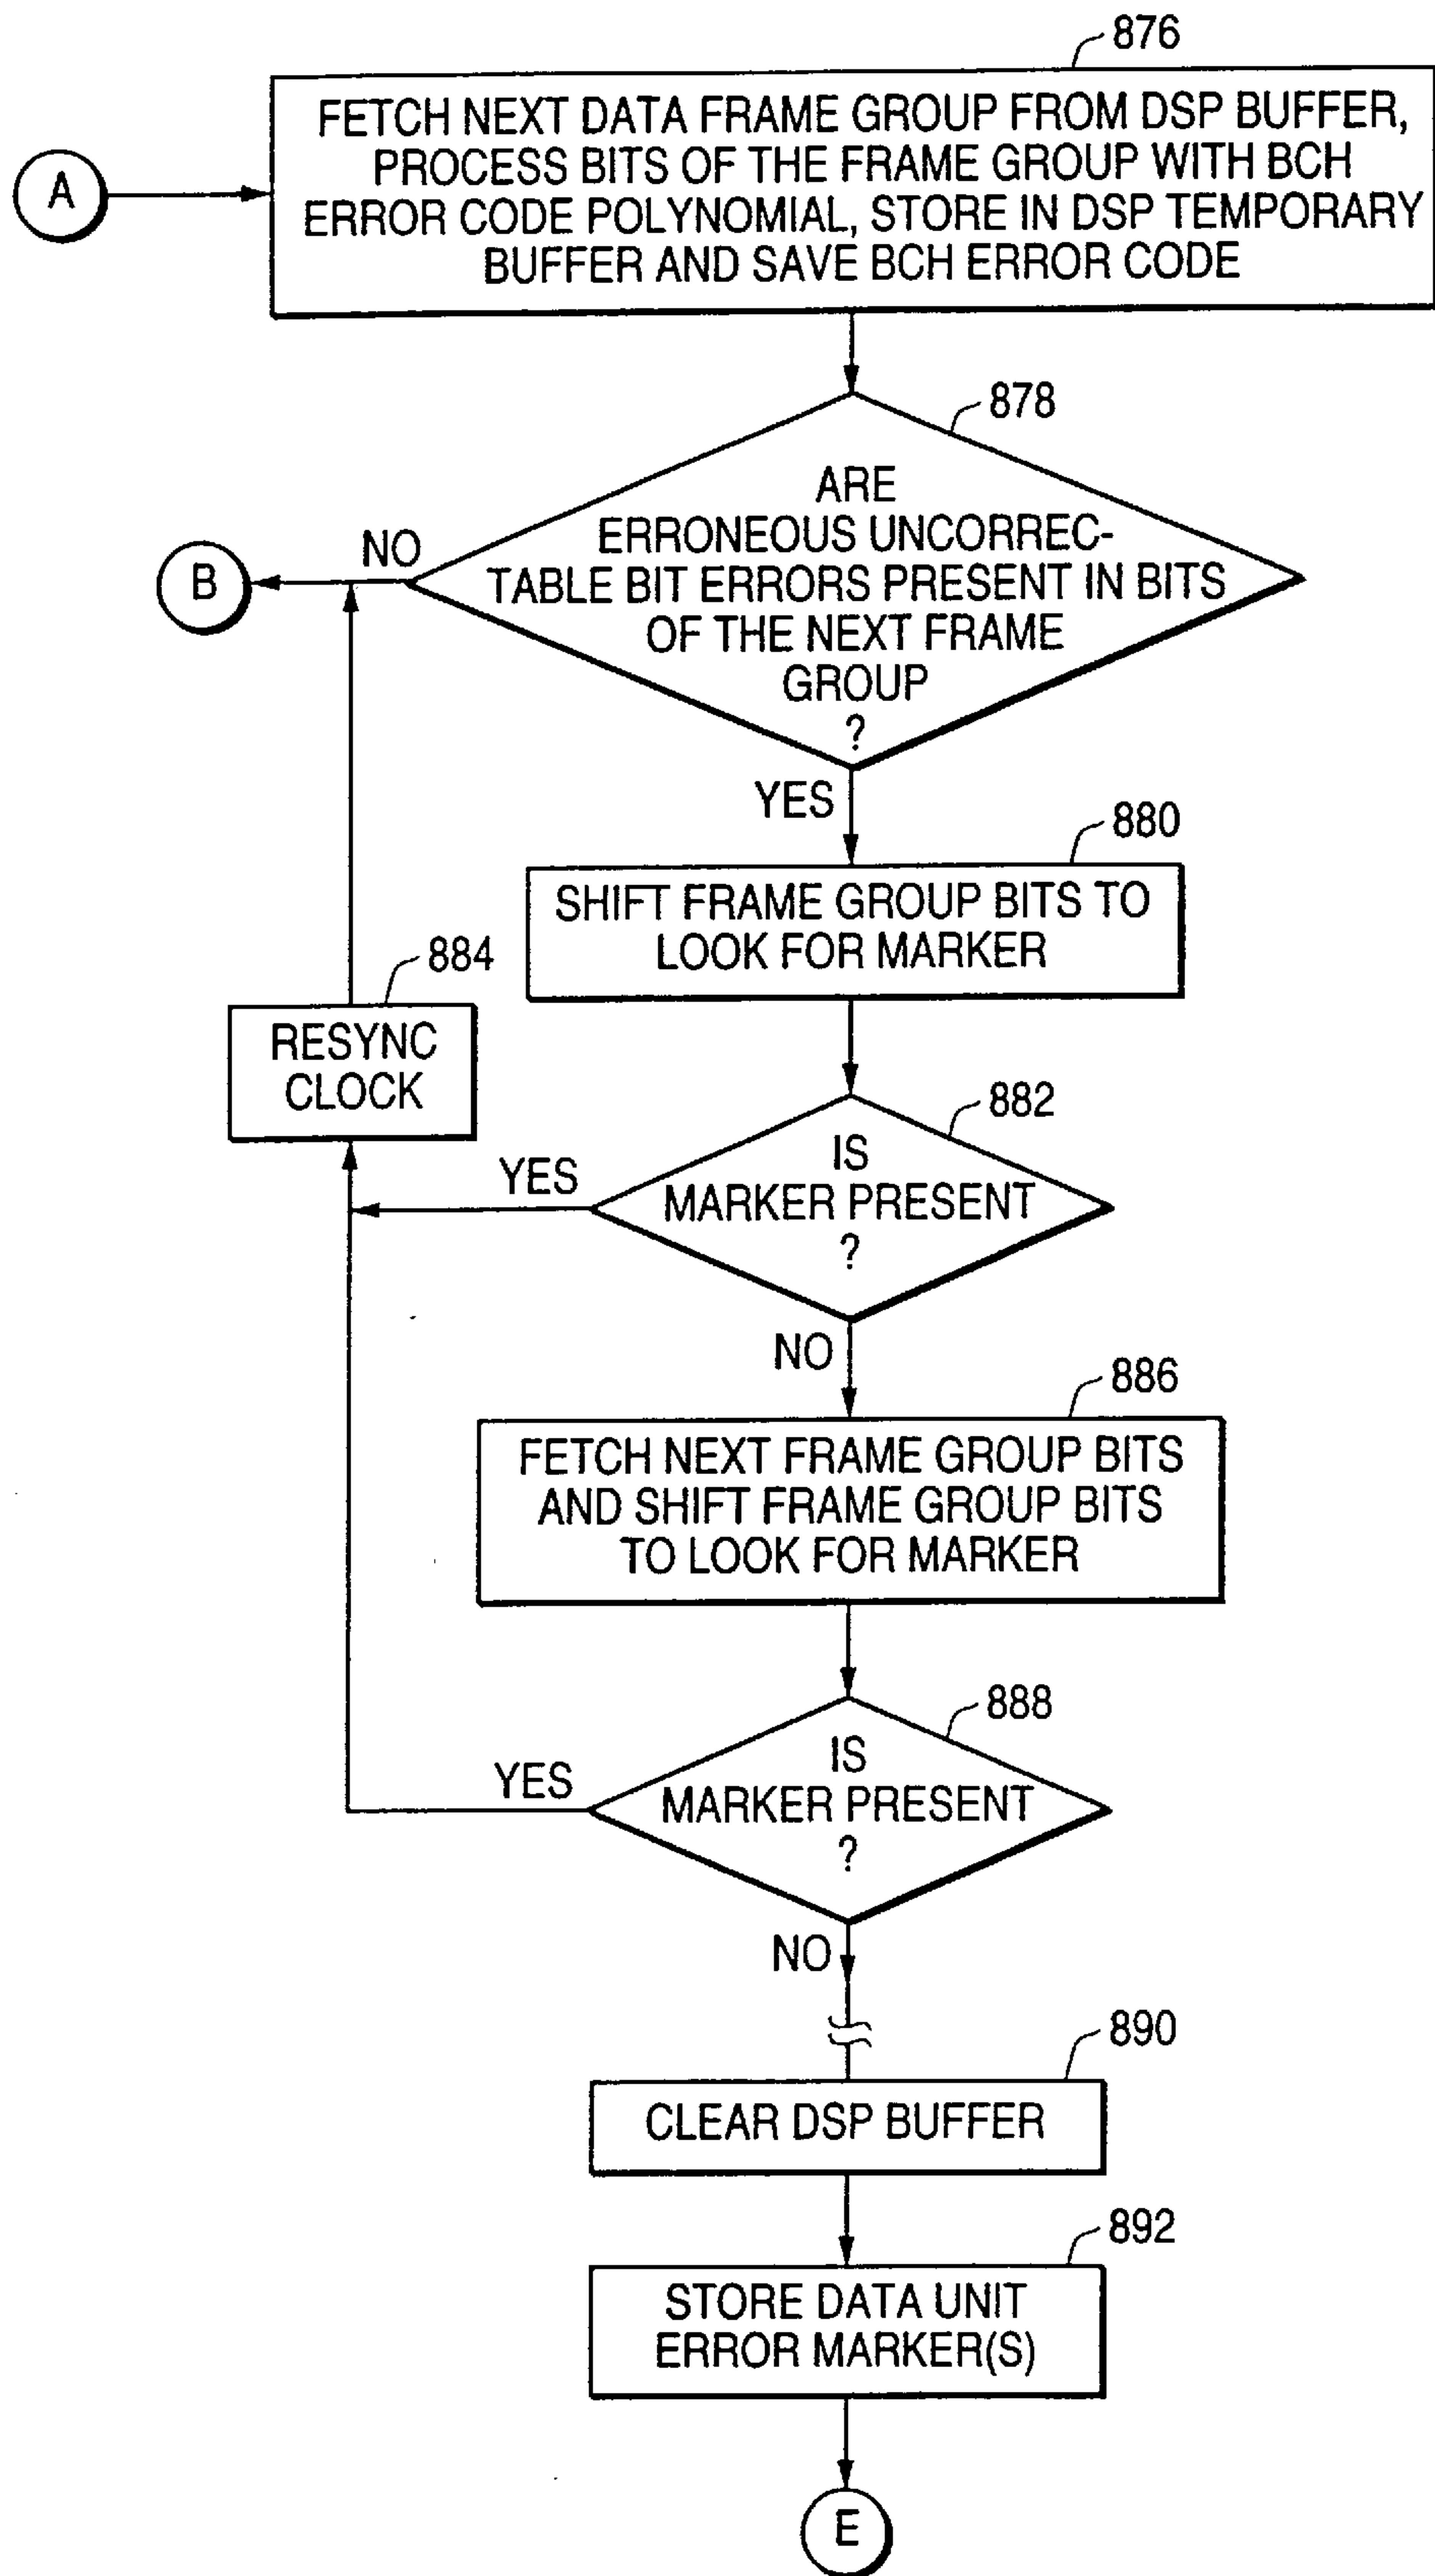 876
FETCH NEXT DATA FRAME GROUP FROM DSP BUFFER,
PROCESS BITS OF THE FRAME GROUP WITH BCH
ERROR CODE POLYNOMIAL, STORE IN DSP TEMPORARY
BUFFER AND SAVE BCH ERROR CODE
A
878
ARE
ERRONEOUS UNCORREC-
TABLE BIT ERRORS PRESENT IN BITS
OF THE NEXT FRAME
GROUP
?
NO
B
YES
880
SHIFT FRAME GROUP BITS TO
LOOK FOR MARKER
884
RESYNC
CLOCK
882
IS
MARKER PRESENT
?
YES
NO
886
FETCH NEXT FRAME GROUP BITS
AND SHIFT FRAME GROUP BITS
TO LOOK FOR MARKER
888
IS
MARKER PRESENT
?
YES
NO
890
CLEAR DSP BUFFER
892
STORE DATA UNIT
ERROR MARKER(S)
E